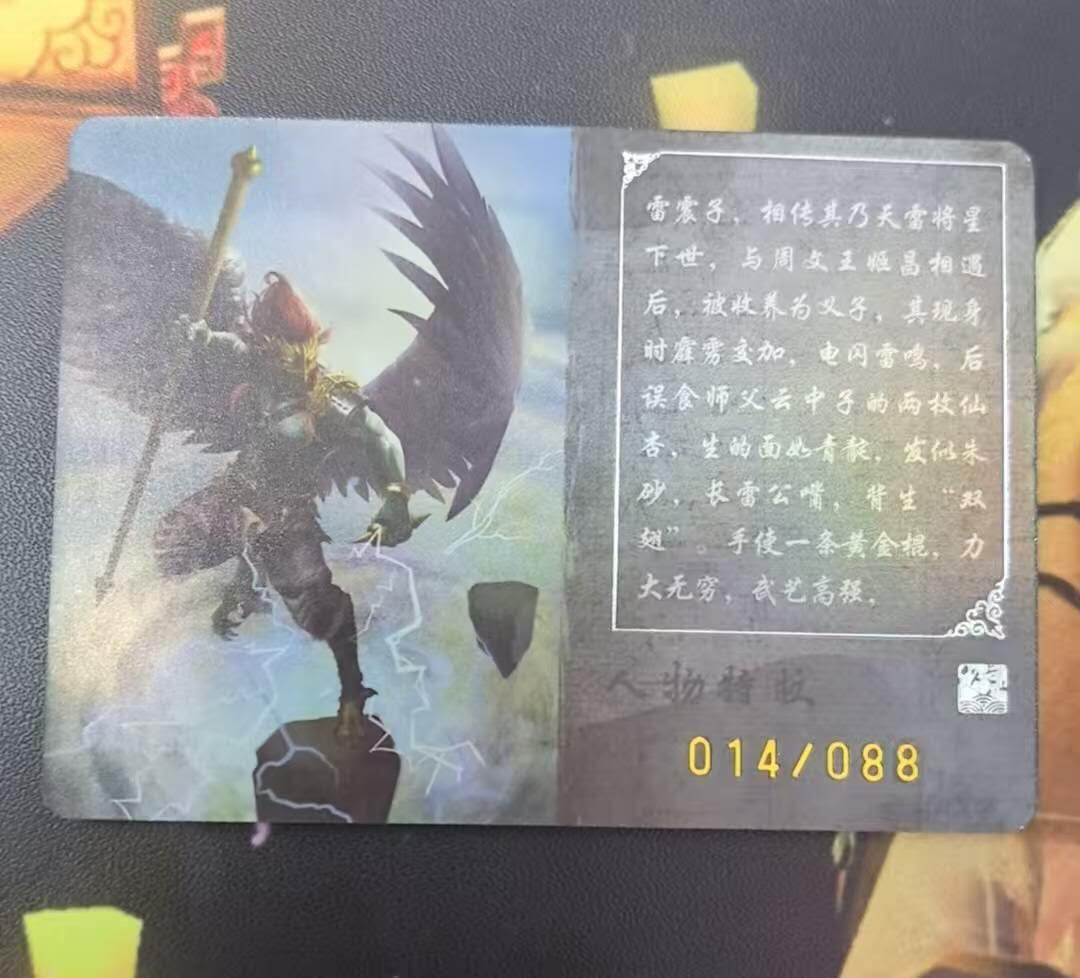 雷震子，相传其乃天雷将星
下世，与周文王姬昌相遇
后，被收养为义子，其现身
时霹雳交加，电闪雷鸣，后
误食师父云中子的两枚仙
杏，生的面如青靛，发似朱
砂，长雷公嘴，背生“双
翅”。手使一条黄金棍，力
大无穷，武艺高强，
人物特
014/088